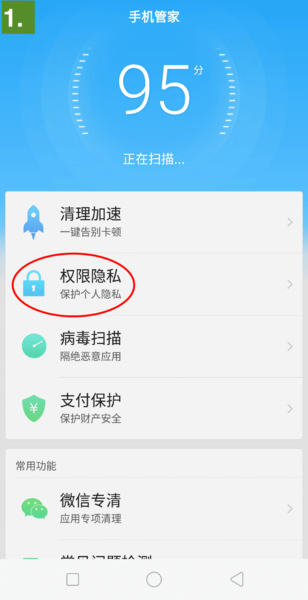 1.
手机管家
95分
正在扫描...
清理加速
一键告别卡顿
权限隐私
保护个人隐私
病毒扫描
隔绝恶意应用
支付保护
保护财产安全
常用功能
微信专清
应用专项清理